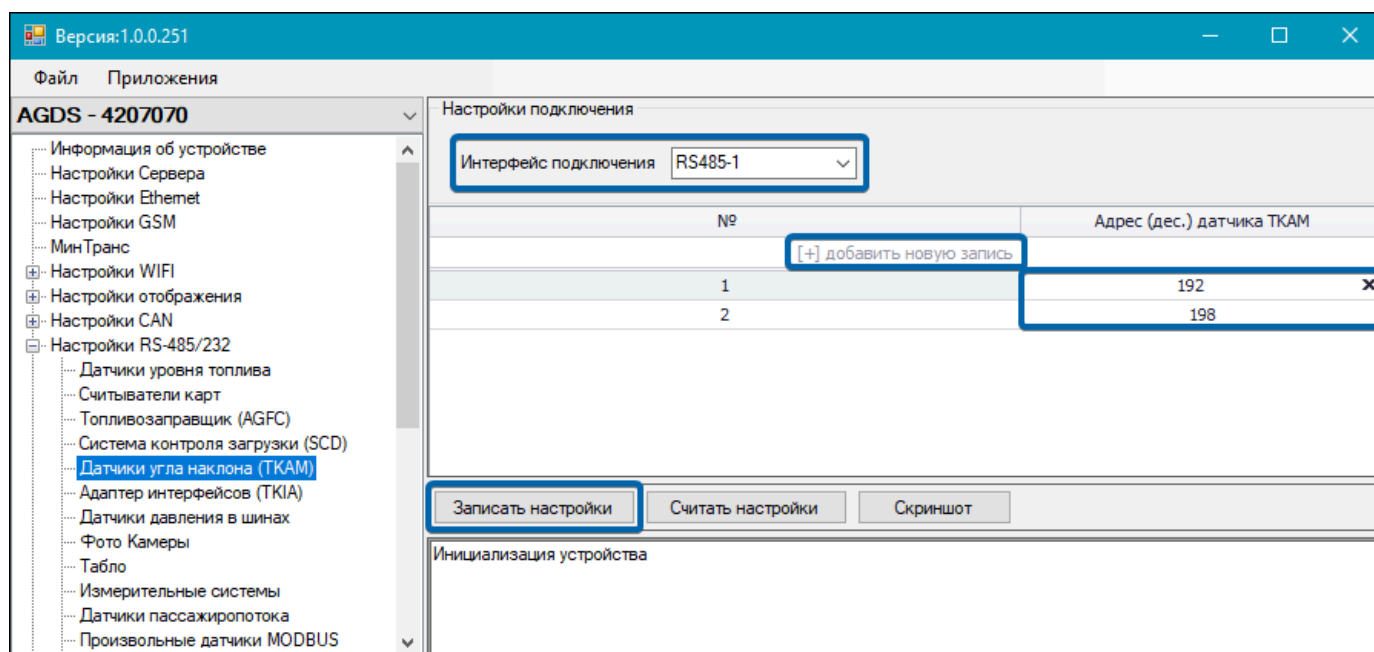 Версия:1.0.0.251
Файл Приложения
AGDS - 4207070
Информация об устройстве
Настройки Сервера
Настройки Ethernet
Настройки GSM
МинТранс
Настройки WIFI
Настройки отображения
Настройки CAN
Настройки RS-485/232
Датчики уровня топлива
Считыватели карт
Топливозаправщик (AGFC)
Система контроля загрузки (SCD)
Датчики угла наклона (TKAM)
Адаптер интерфейсов (TKIA)
Датчики давления в шинах
Фото Камеры
Табло
Измерительные системы
Датчики пассажиропотока
Произвольные датчики MODBUS
Настройки подключения
Интерфейс подключения RS485-1
№ Адрес (дес.) датчика TKAM
[+] добавить новую запись
1 192
2 198
Записать настройки Считать настройки Скриншот
Инициализация устройства